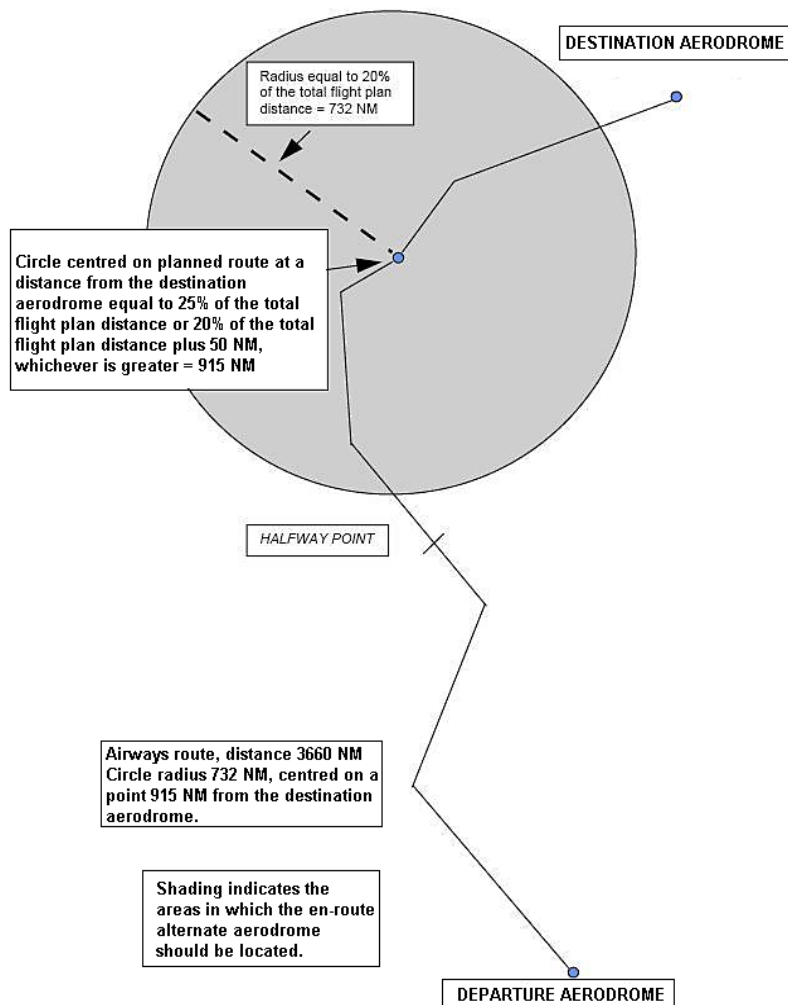 DESTINATION AERODROME
Radius equal to 20%
of the total flight plan
distance = 732 NM
Circle centred on planned route at a
distance from the destination
aerodrome equal to 25% of the total
flight plan distance or 20% of the total
flight plan distance plus 50 NM,
whichever is greater = 915 NM
HALFWAY POINT
Airways route, distance 3660 NM
Circle radius 732 NM, centred on a
point 915 NM from the destination
aerodrome.
Shading indicates the
areas in which the en-route
alternate aerodrome
should be located.
DEPARTURE AERODROME